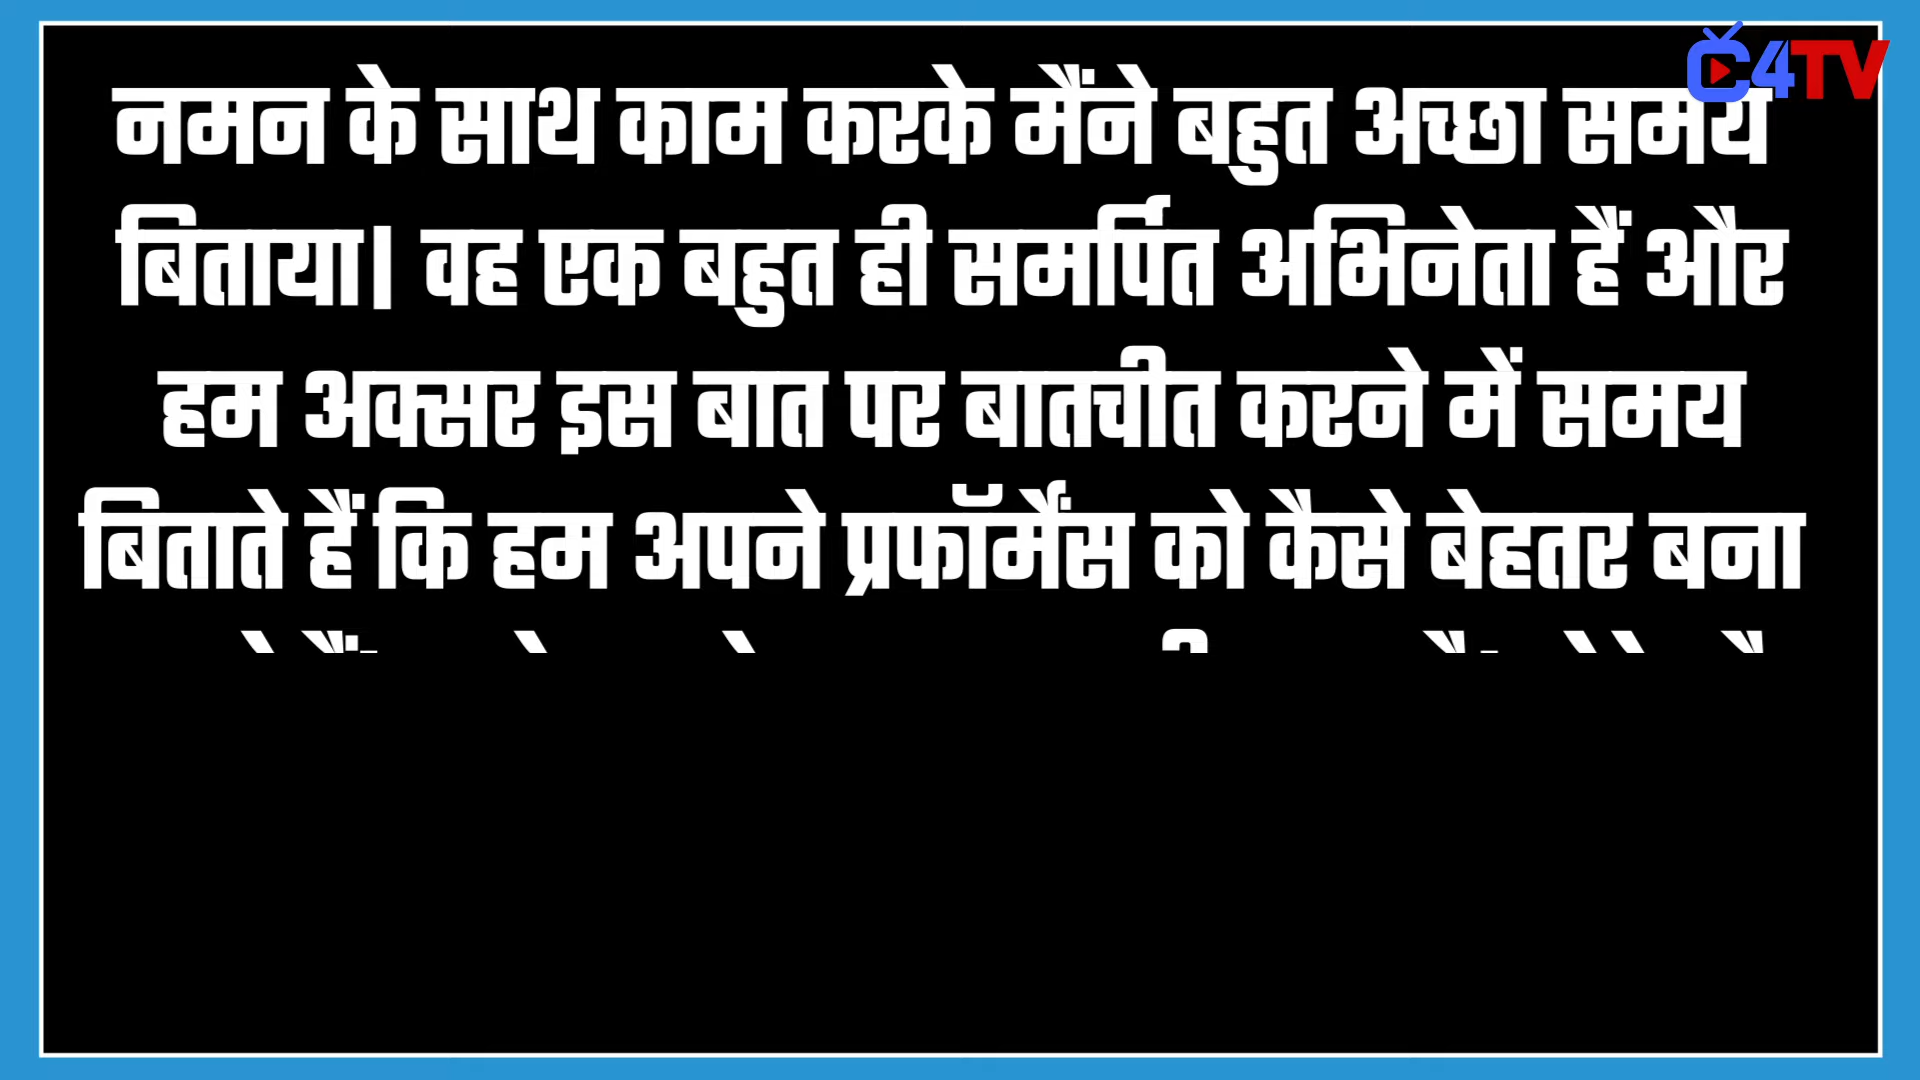 C4TV
नमन के साथ काम करके मैंने बहुत अच्छा समय
बिताया। वह एक बहुत ही समर्पित अभिनेता हैं और
हम अक्सर इस बात पर बातचीत करने में समय
बिताते हैं कि हम अपने प्रफॉर्मैंस को कैसे बेहतर बना